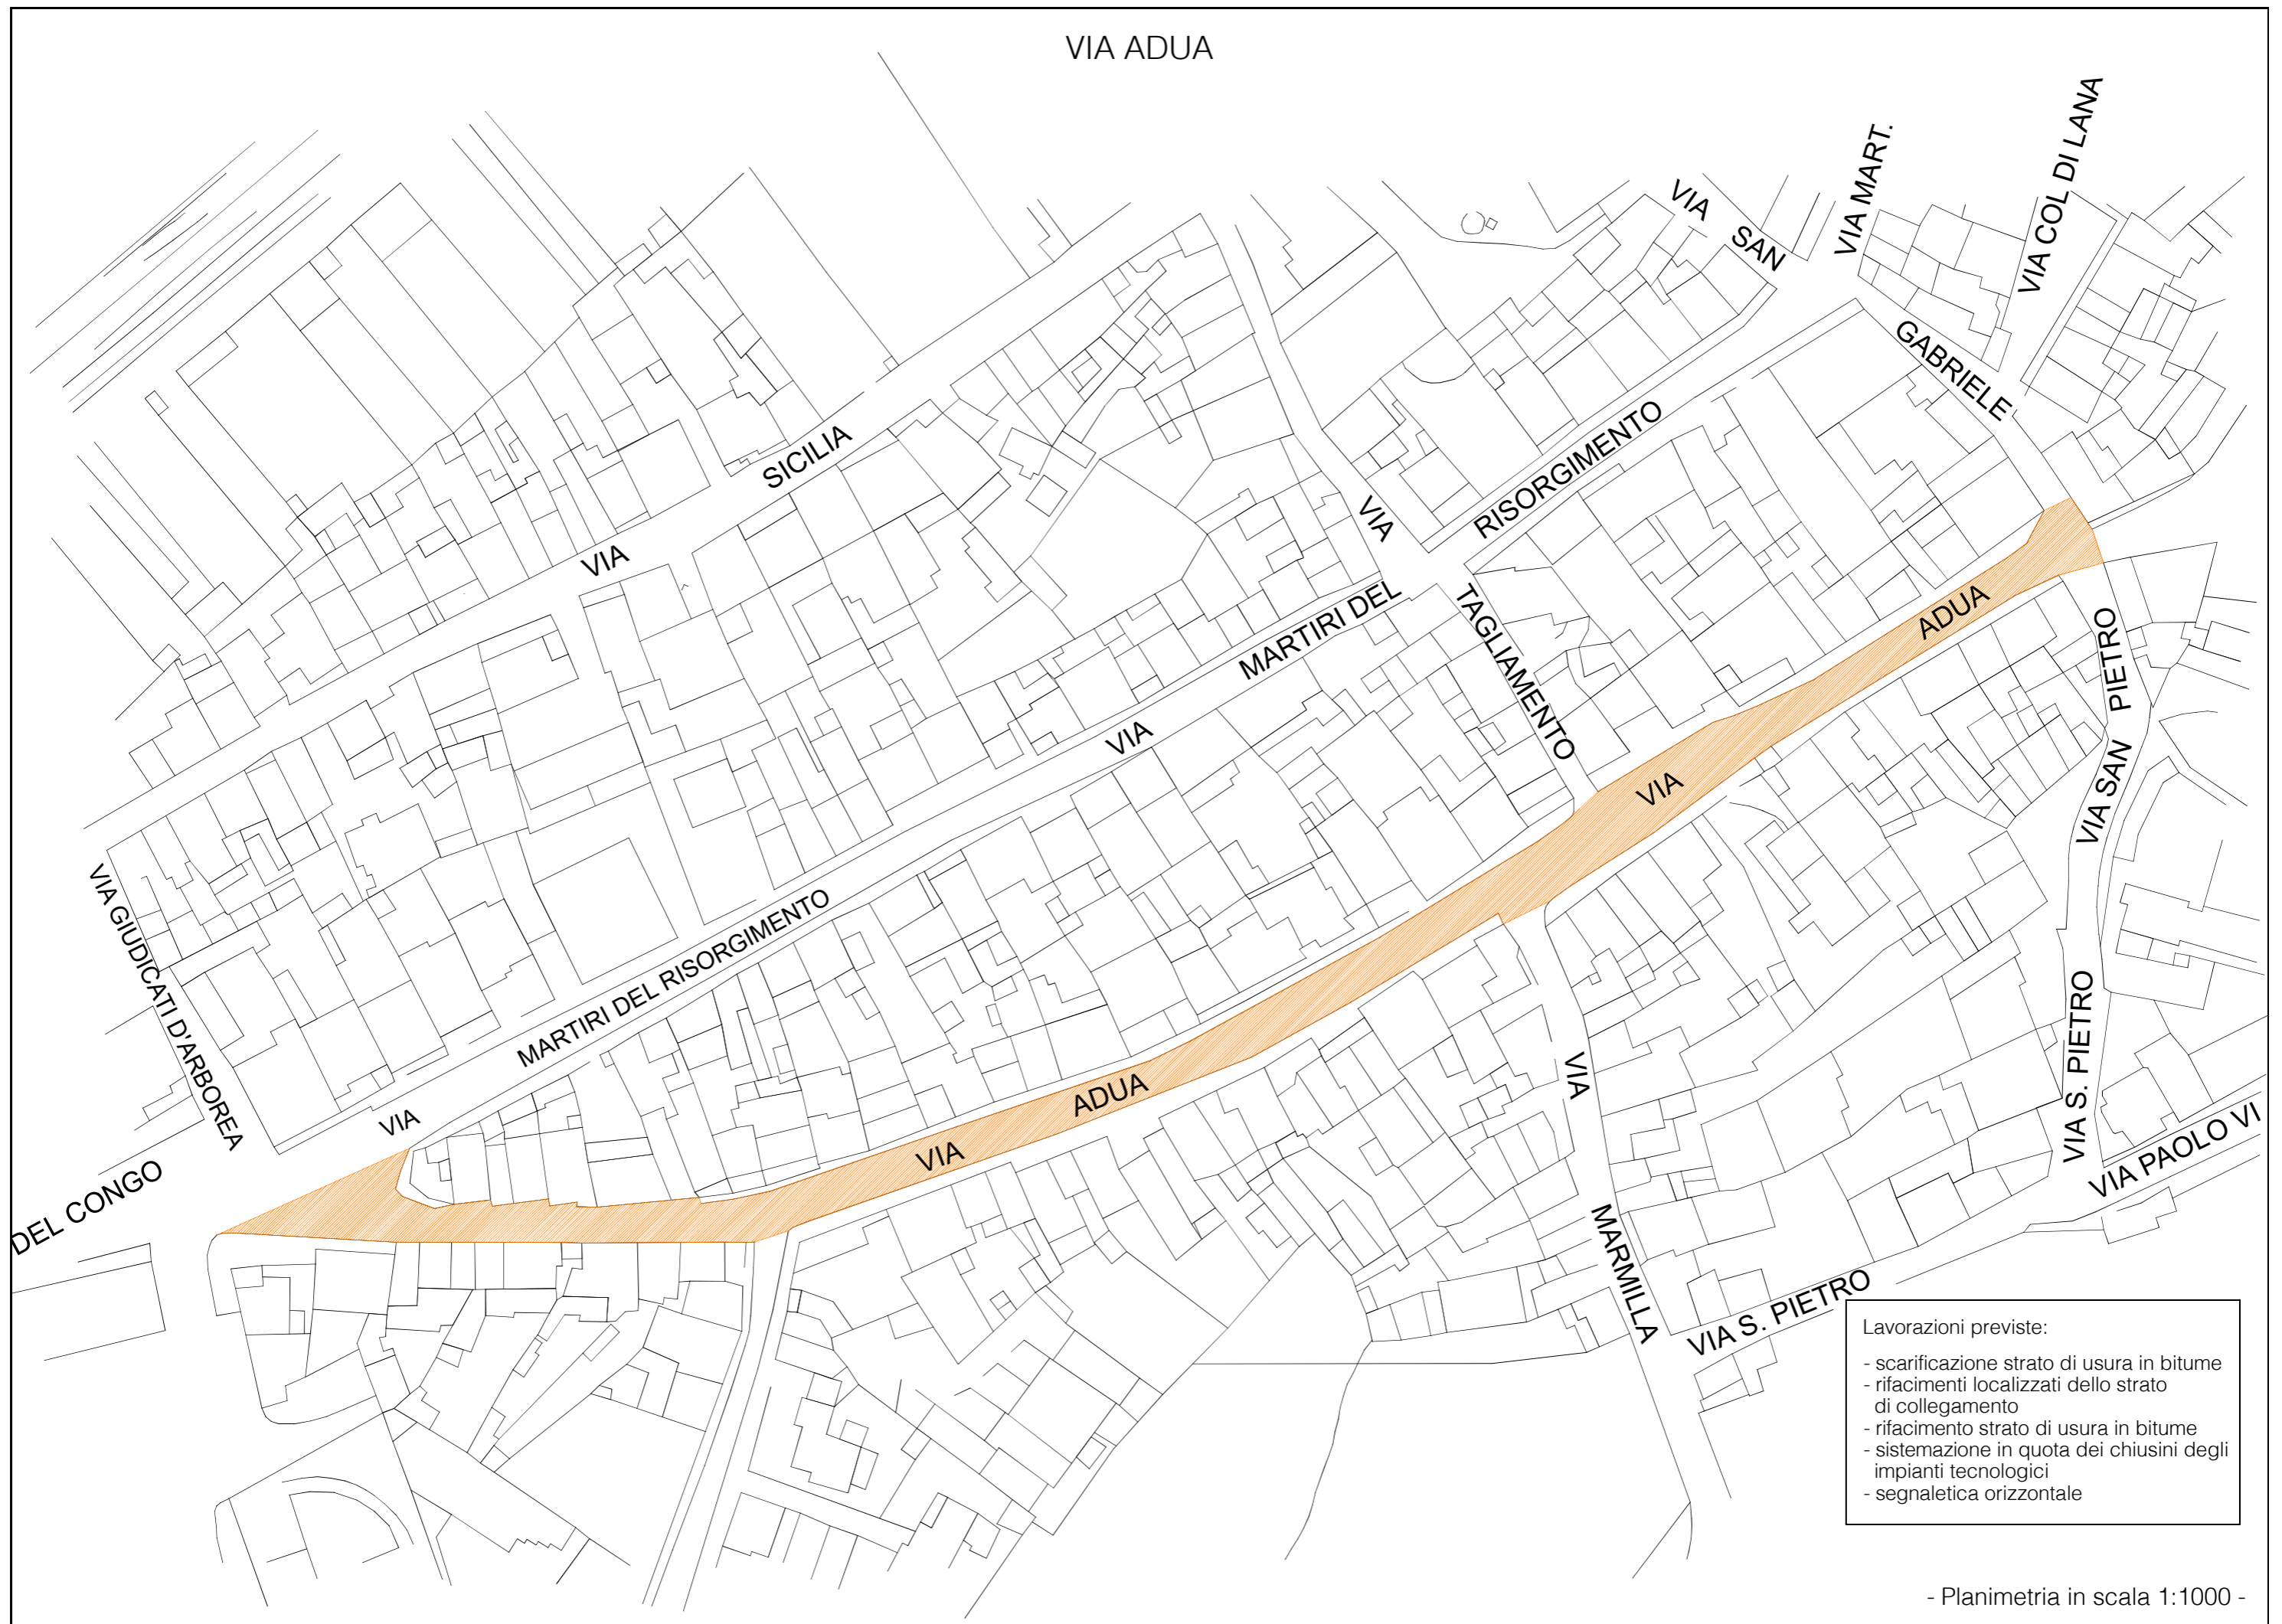 VIA ADUA
VIA SAN
GABRIELE
VIA MART.
VIA COL DI LANA
VIA
SICILIA
VIA
MARTIRI DEL
RISORGIMENTO
VIA
TAGLIAMENTO
VIA
ADUA
VIA
ADUA
VIA SAN PIETRO
VIA GIUDICATI D'ARBOREA
VIA
MARTIRI DEL RISORGIMENTO
DEL CONGO
VIA
MARMILLA
VIA S. PIETRO
VIA PAOLO VI
VIA S. PIETRO
Lavorazioni previste:
- scarificazione strato di usura in bitume
- rifacimenti localizzati dello strato
di collegamento
- rifacimento strato di usura in bitume
- sistemazione in quota dei chiusini degli
impianti tecnologici
- segnaletica orizzontale
- Planimetria in scala 1:1000 -